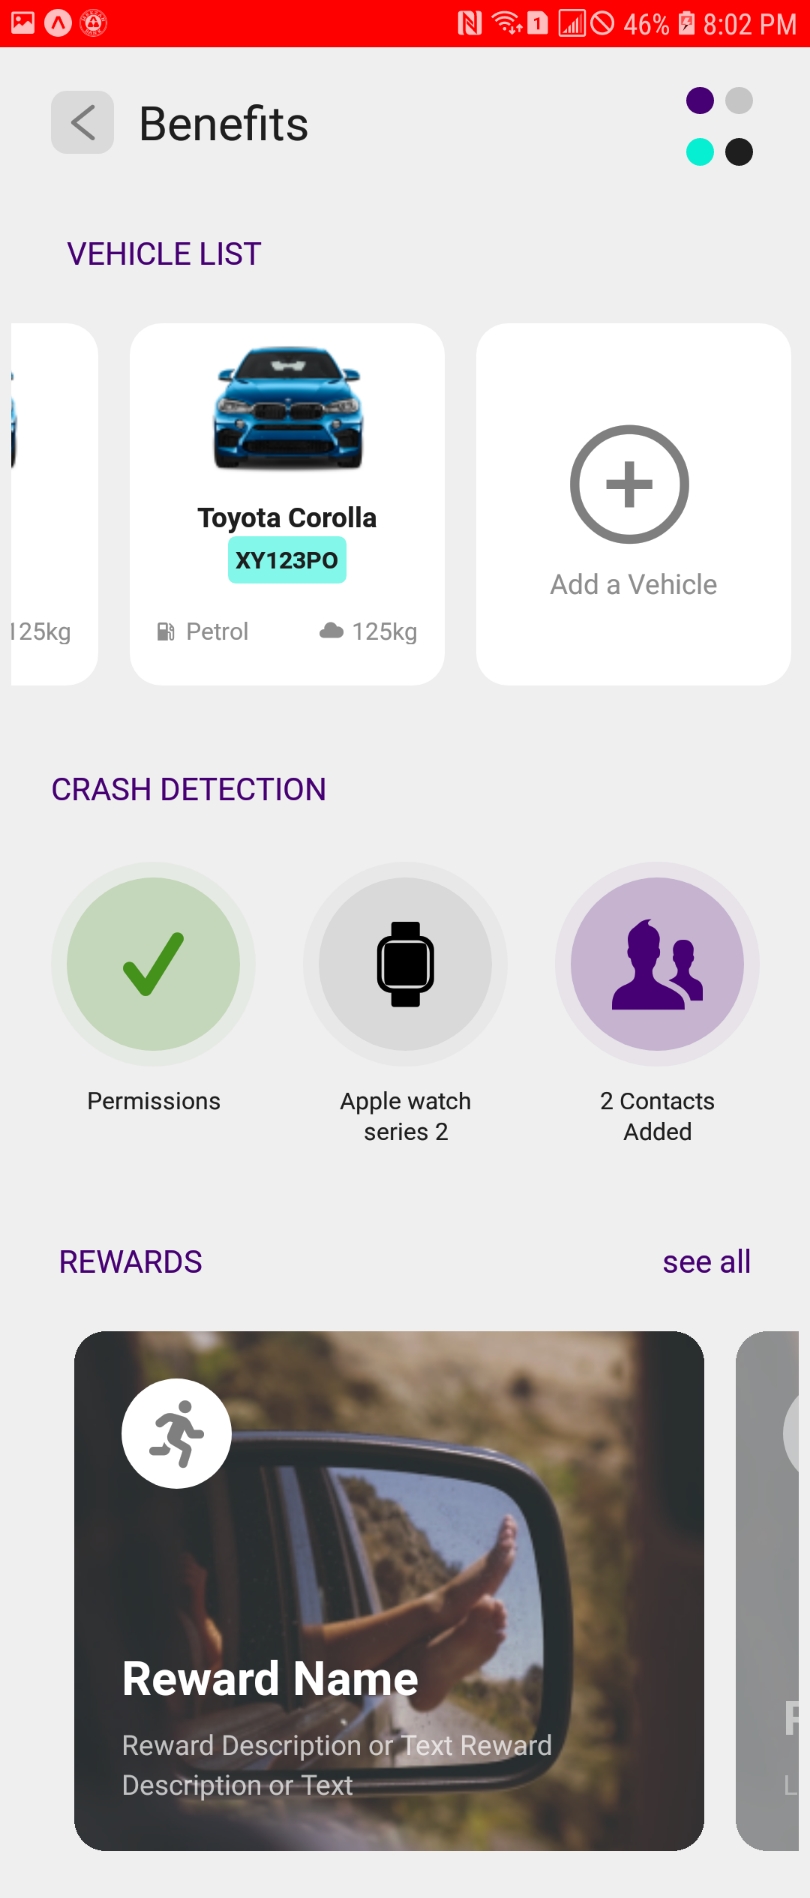 1 46% 8:02 PM
Benefits
VEHICLE LIST
Toyota Corolla
XY123PO
125kg
Petrol
125kg
Add a Vehicle
CRASH DETECTION
Permissions
Apple watch
series 2
2 Contacts
Added
REWARDS
see all
Reward Name
Reward Description or Text Reward
Description or Text
L